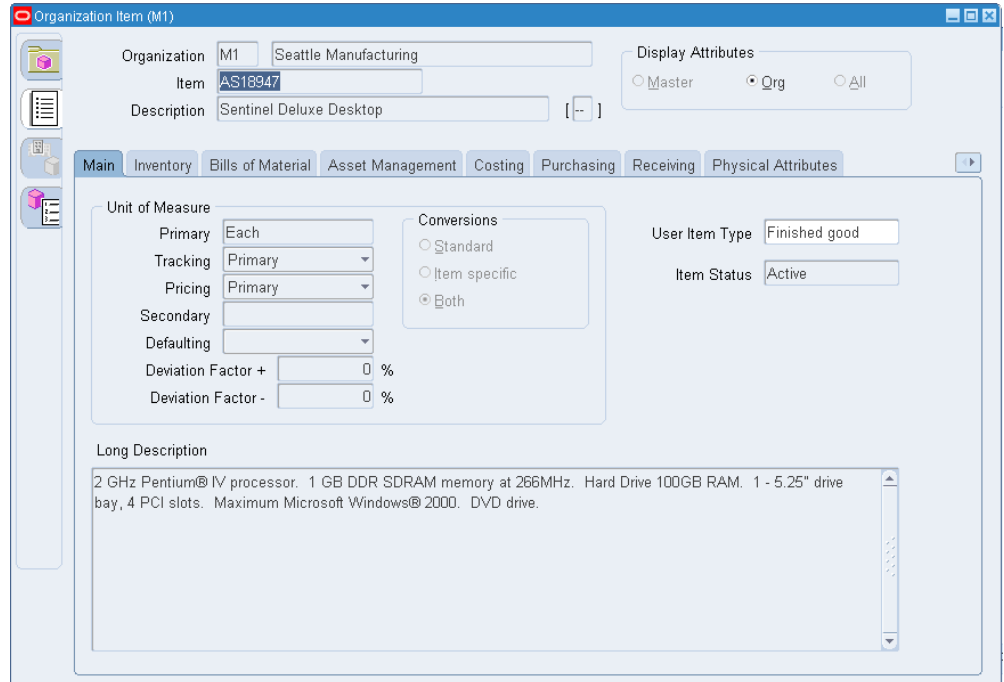 Organization Item (M1)
Organization M1 Seattle Manufacturing
Item AS18947
Description Sentinel Deluxe Desktop [ -- ]
Display Attributes
Master Org All
Main Inventory Bills of Material Asset Management Costing Purchasing Receiving Physical Attributes
Unit of Measure
Primary Each
Tracking Primary
Pricing Primary
Secondary
Defaulting
Deviation Factor + 0 %
Deviation Factor - 0 %
Conversions
Standard
Item specific
Both
User Item Type Finished good
Item Status Active
Long Description
2 GHz Pentium® IV processor. 1 GB DDR SDRAM memory at 266MHz. Hard Drive 100GB RAM. 1 - 5.25" drive
bay, 4 PCI slots. Maximum Microsoft Windows® 2000. DVD drive.